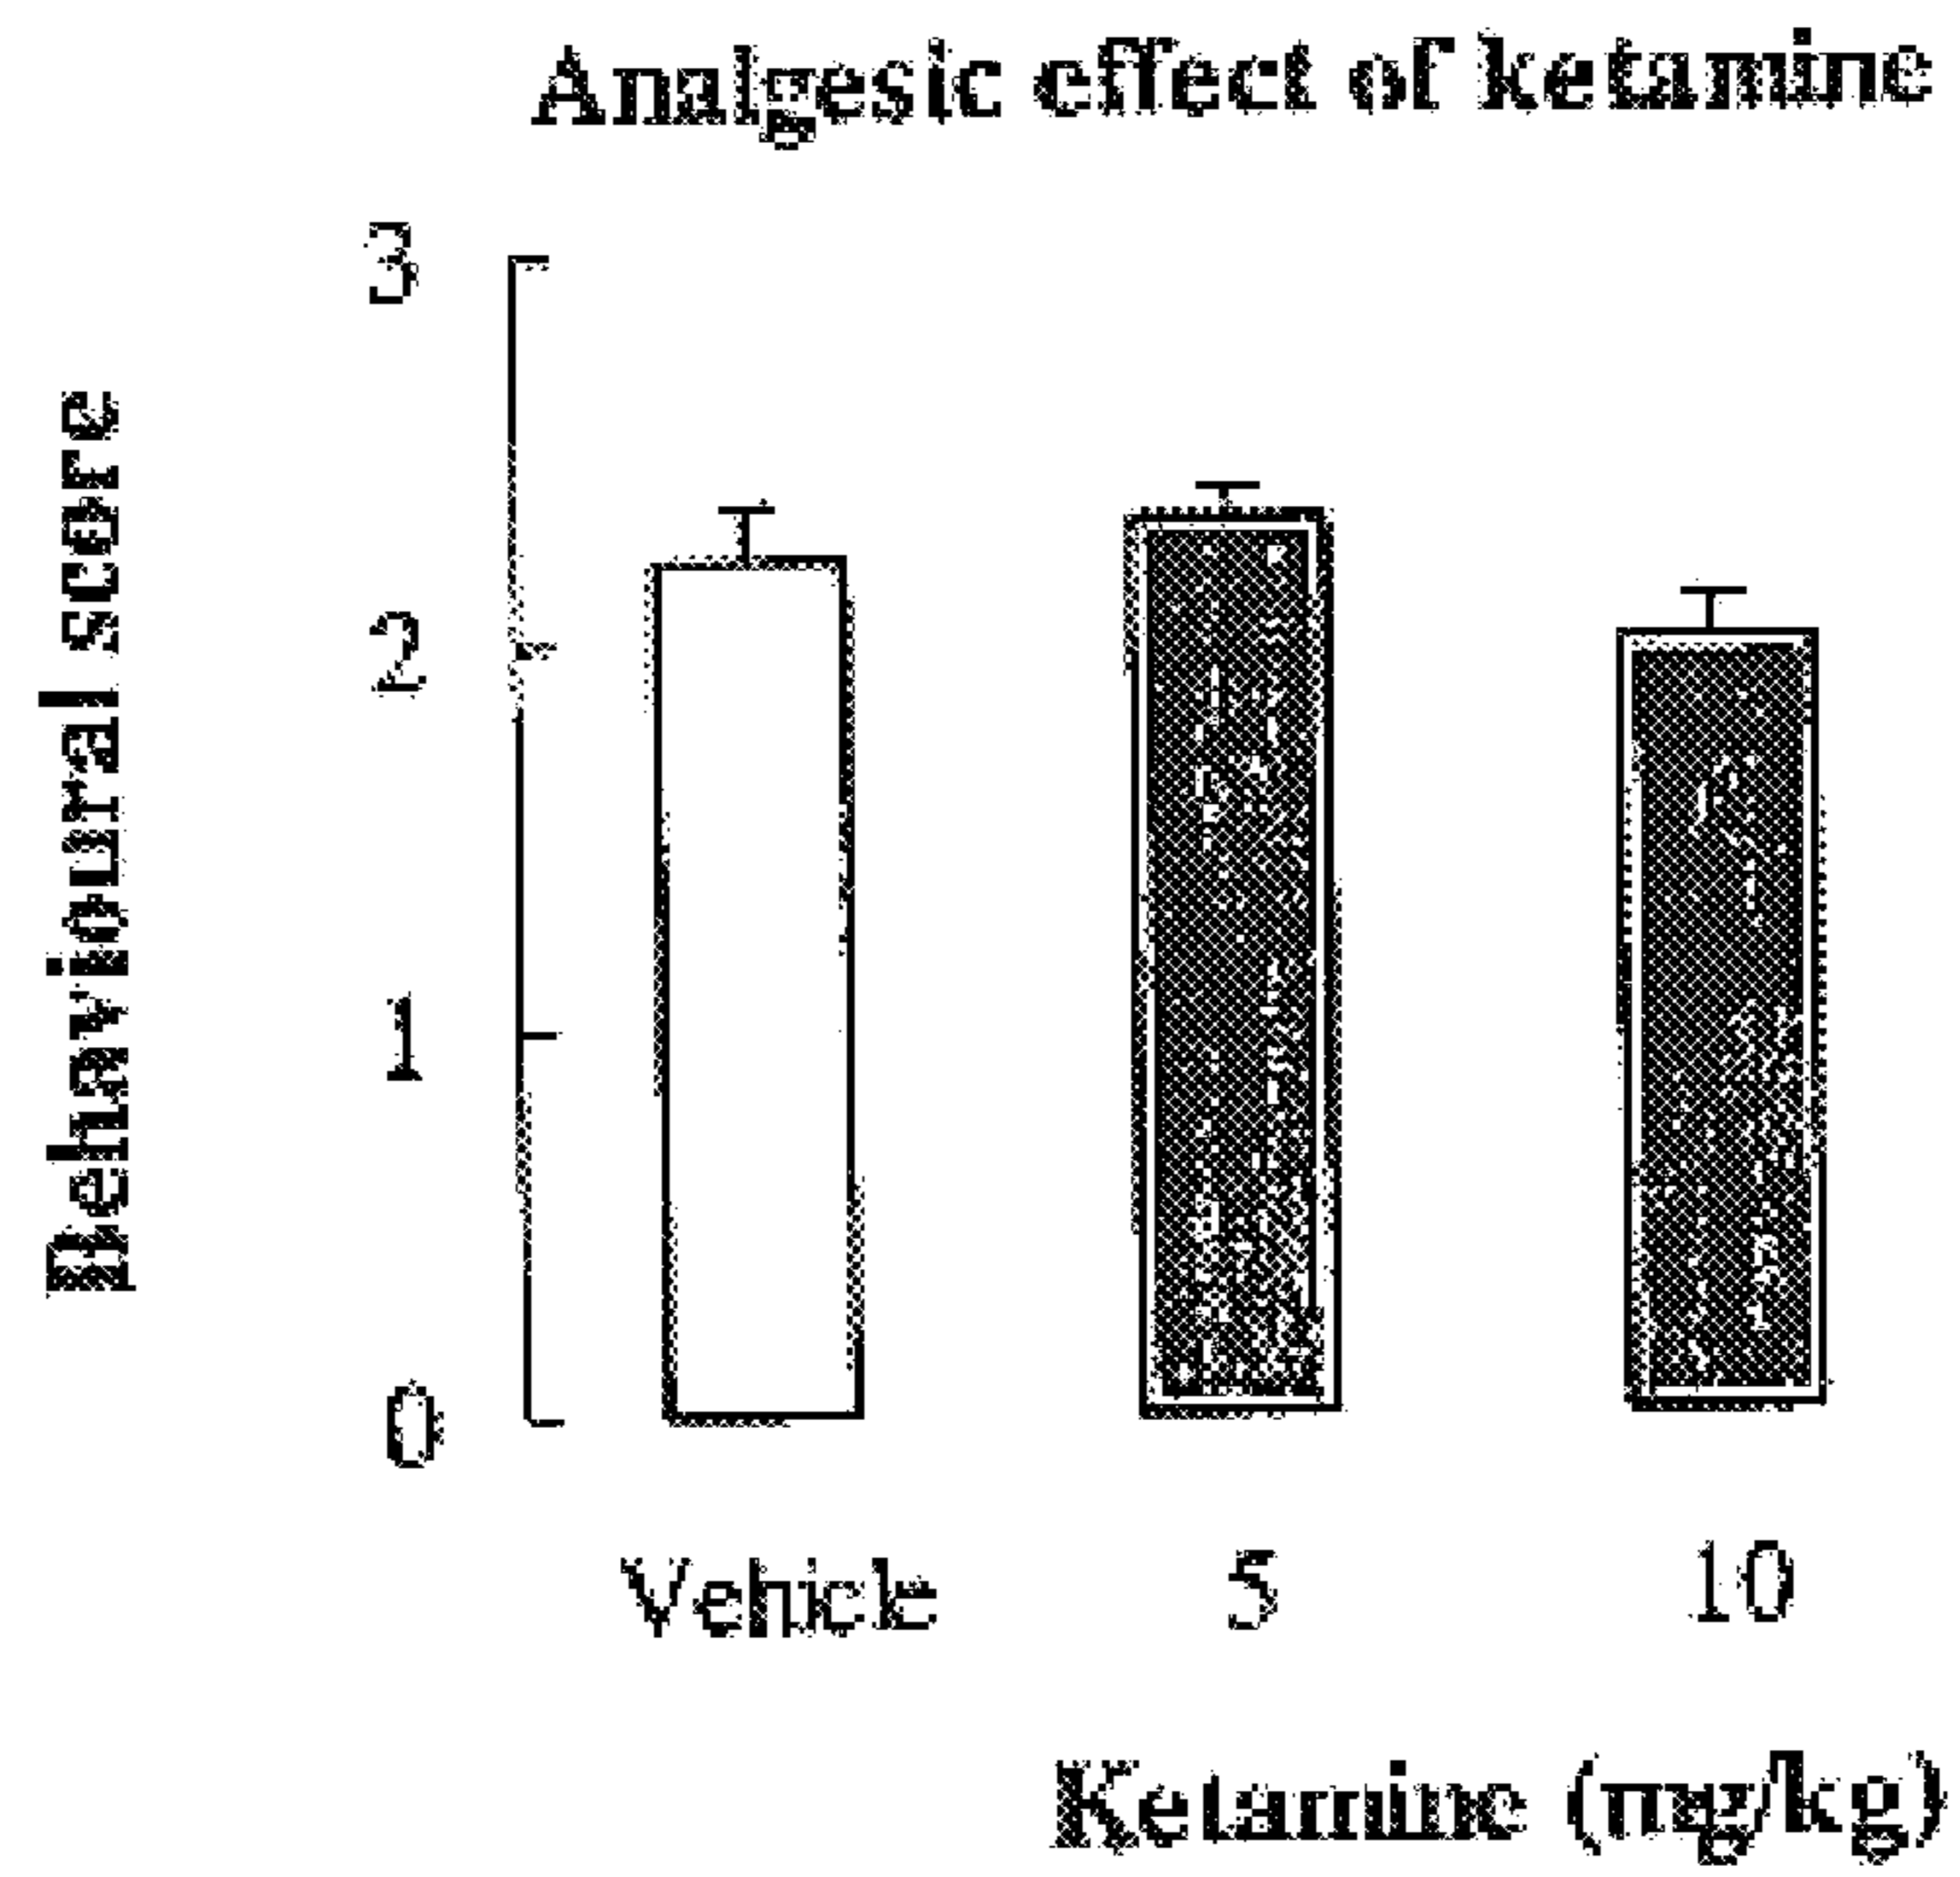 Analgesic effect of ketamine
Behavioural score
3
2
1
0
Vehicle 5 10
Ketamine (mg/kg)